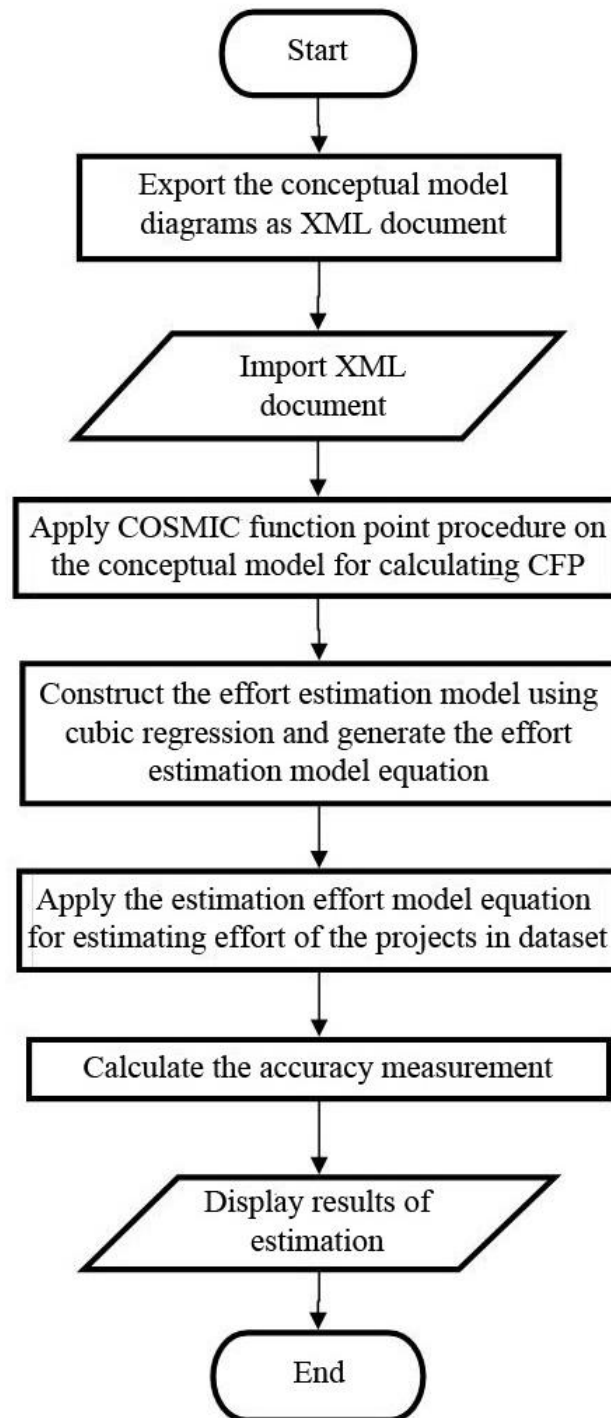 Start
Export the conceptual model
diagrams as XML document
Import XML
document
Apply COSMIC function point procedure on
the conceptual model for calculating CFP
Construct the effort estimation model using
cubic regression and generate the effort
estimation model equation
Apply the estimation effort model equation
for estimating effort of the projects in dataset
Calculate the accuracy measurement
Display results of
estimation
End